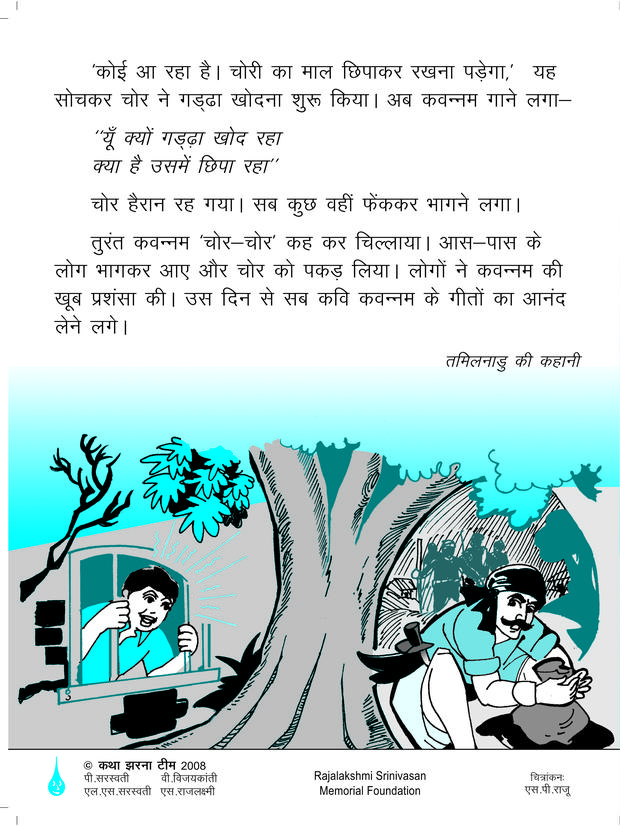 'कोई आ रहा है। चोरी का माल छिपाकर रखना पड़ेगा,' यह
सोचकर चोर ने गड्ढा खोदना शुरू किया। अब कवन्नम गाने लगा–
"यूँ क्यों गड्ढ़ा खोद रहा
क्या है उसमें छिपा रहा"
चोर हैरान रह गया। सब कुछ वहीं फेंककर भागने लगा।
तुरंत कवन्नम 'चोर–चोर' कह कर चिल्लाया। आस–पास के
लोग भागकर आए और चोर को पकड़ लिया। लोगों ने कवन्नम की
खूब प्रशंसा की। उस दिन से सब कवि कवन्नम के गीतों का आनंद
लेने लगे।
तमिलनाडु की कहानी
© कथा झरना टीम 2008
पी.सरस्वती वी.विजयकांती
एल.एस.सरस्वती एस.राजलक्ष्मी
Rajalakshmi Srinivasan
Memorial Foundation
चित्रांकनः
एस.पी.राजू